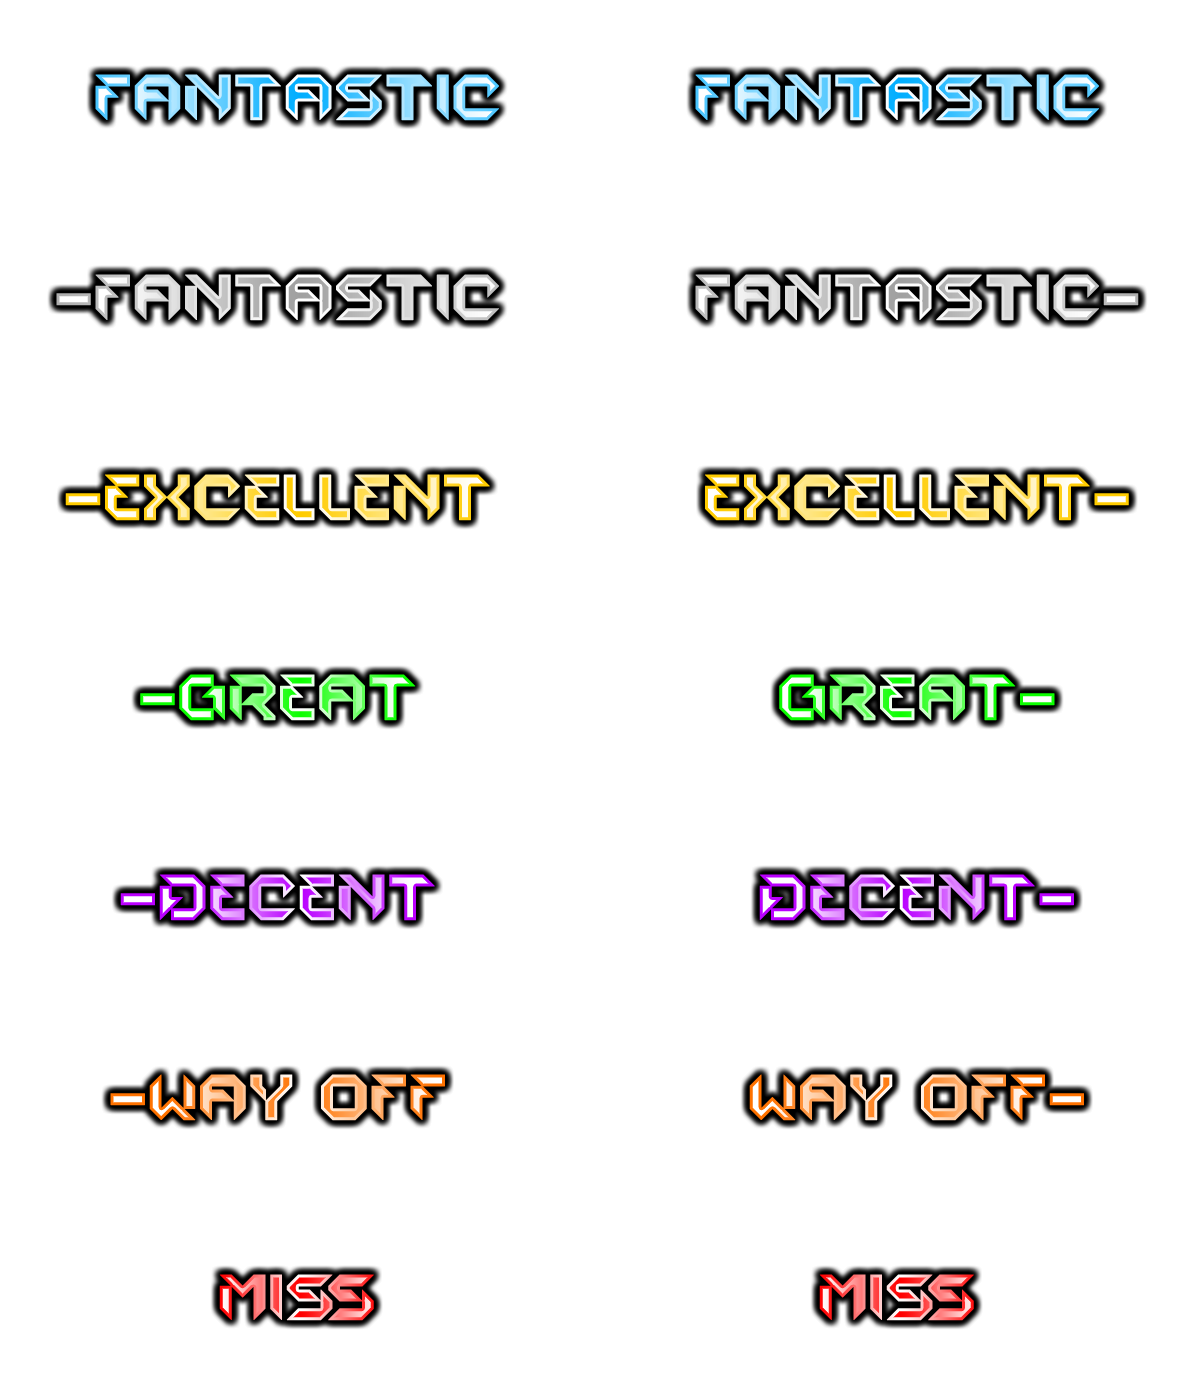 FANTASTIC FANTASTIC
-FANTASTIC FANTASTIC-
-EXCELLENT EXCELLENT-
-GREAT GREAT-
-DECENT DECENT-
-WAY OFF WAY OFF-
MISS MISS